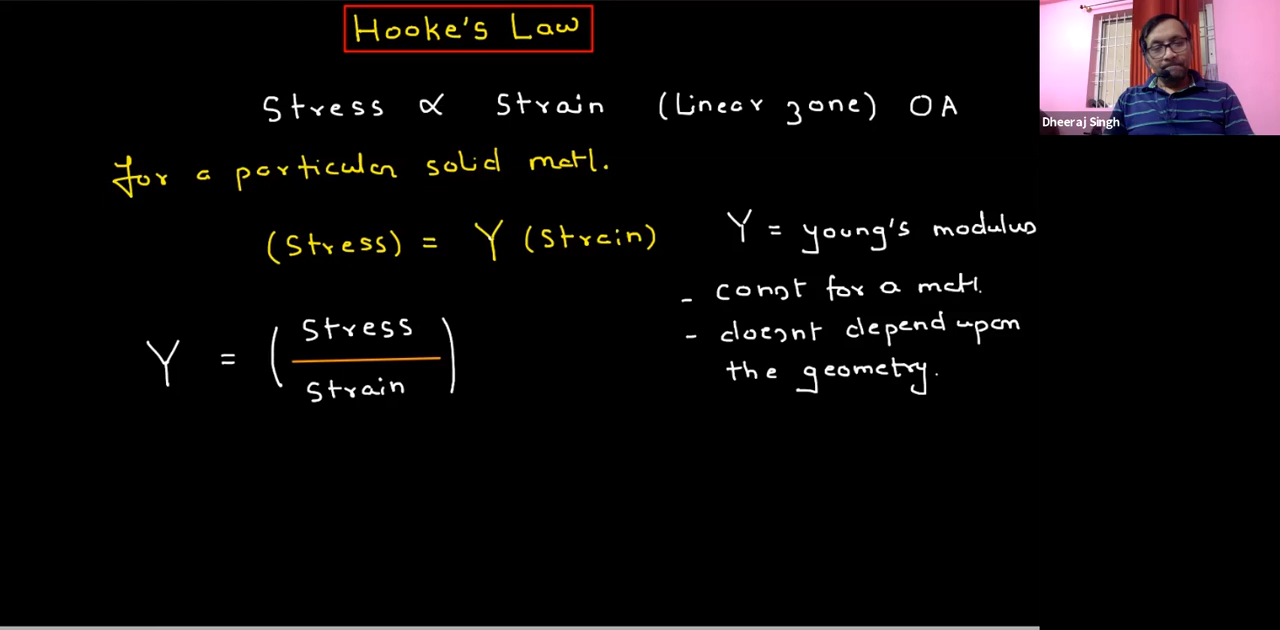 Hooke's Law
Stress ∝ Strain (Linear zone) OA
for a particular solid matl.
(Stress) = Y (Strain)
Y = young's modulus
- const for a matl.
- doesnt depend upon
the geometry.
Y = (Stress / Strain)
Dheeraj Singh